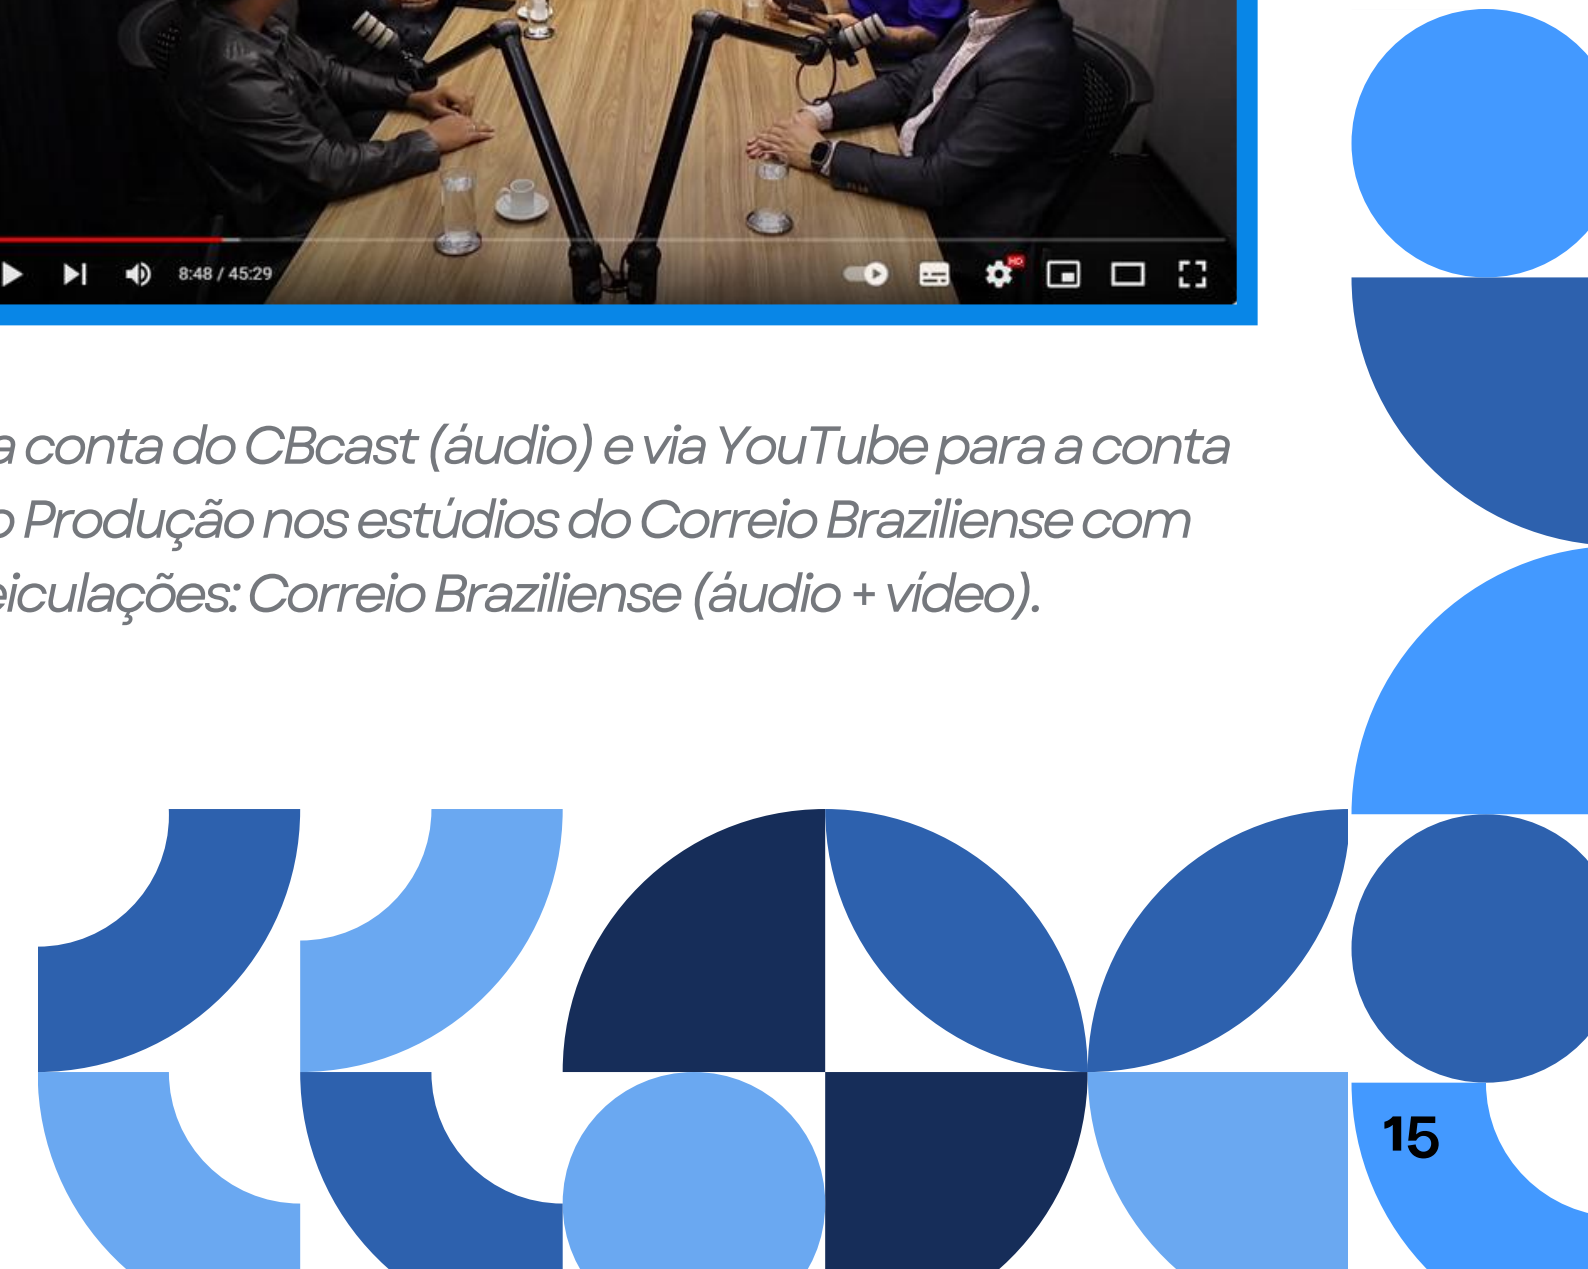 8:48 / 45:29
HD
a conta do CBcast (áudio) e via YouTube para a conta
o Produção nos estúdios do Correio Braziliense com
eiculações: Correio Braziliense (áudio + vídeo).
15